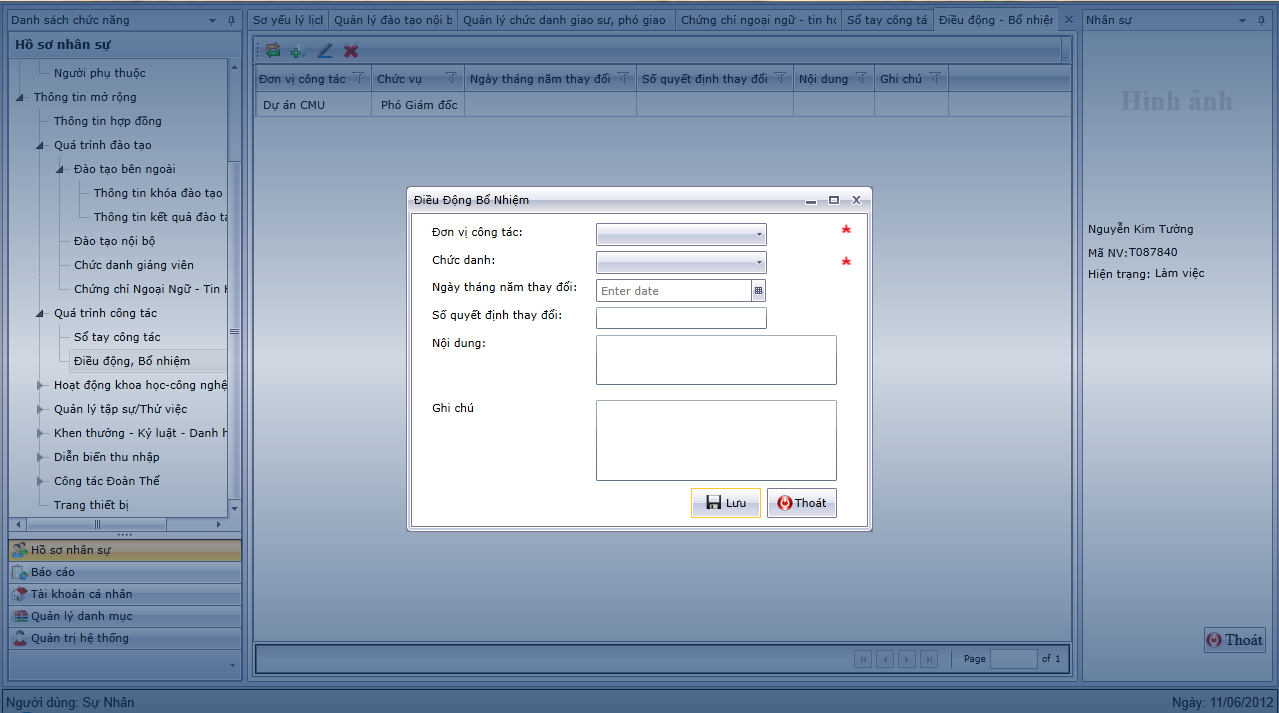 Danh sách chức năng
Hồ sơ nhân sự
Người phụ thuộc
Thông tin mở rộng
Thông tin hợp đồng
Quá trình đào tạo
Đào tạo bên ngoài
Thông tin khóa đào tạo
Thông tin kết quả đào tạ
Đào tạo nội bộ
Chức danh giảng viên
Chứng chỉ Ngoại Ngữ - Tin H
Quá trình công tác
Sổ tay công tác
Điều động, Bổ nhiệm
Hoạt động khoa học-công nghệ
Quản lý tập sự/Thử việc
Khen thưởng - Kỷ luật - Danh h
Diễn biến thu nhập
Công tác Đoàn Thể
Trang thiết bị
Hồ sơ nhân sự
Báo cáo
Tài khoản cá nhân
Quản lý danh mục
Quản trị hệ thống
Sơ yếu lý lịch
Quản lý đào tạo nội b
Quản lý chức danh giáo sư, phó giáo
Chứng chỉ ngoại ngữ - tin họ
Sổ tay công tá
Điều động - Bổ nhiệm
Đơn vị công tác
Chức vụ
Ngày tháng năm thay đổi
Số quyết định thay đổi
Nội dung
Ghi chú
Dự án CMU
Phó Giám đốc
Điều Động Bổ Nhiệm
Đơn vị công tác: *
Chức danh: *
Ngày tháng năm thay đổi: Enter date
Số quyết định thay đổi:
Nội dung:
Ghi chú
Lưu
Thoát
Page of 1
Nhân sự
Hình ảnh
Nguyễn Kim Tường
Mã NV:T087840
Hiện trạng: Làm việc
Thoát
Người dùng: Sự Nhân
Ngày: 11/06/2012